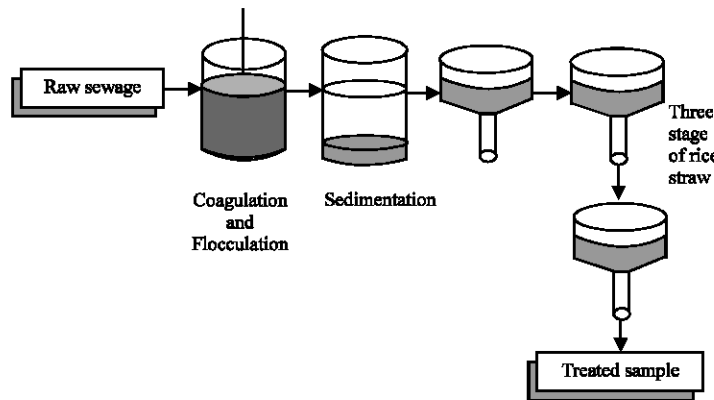 Raw sewage
Coagulation
and
Flocculation
Sedimentation
Three
stage
of rice
straw
Treated sample